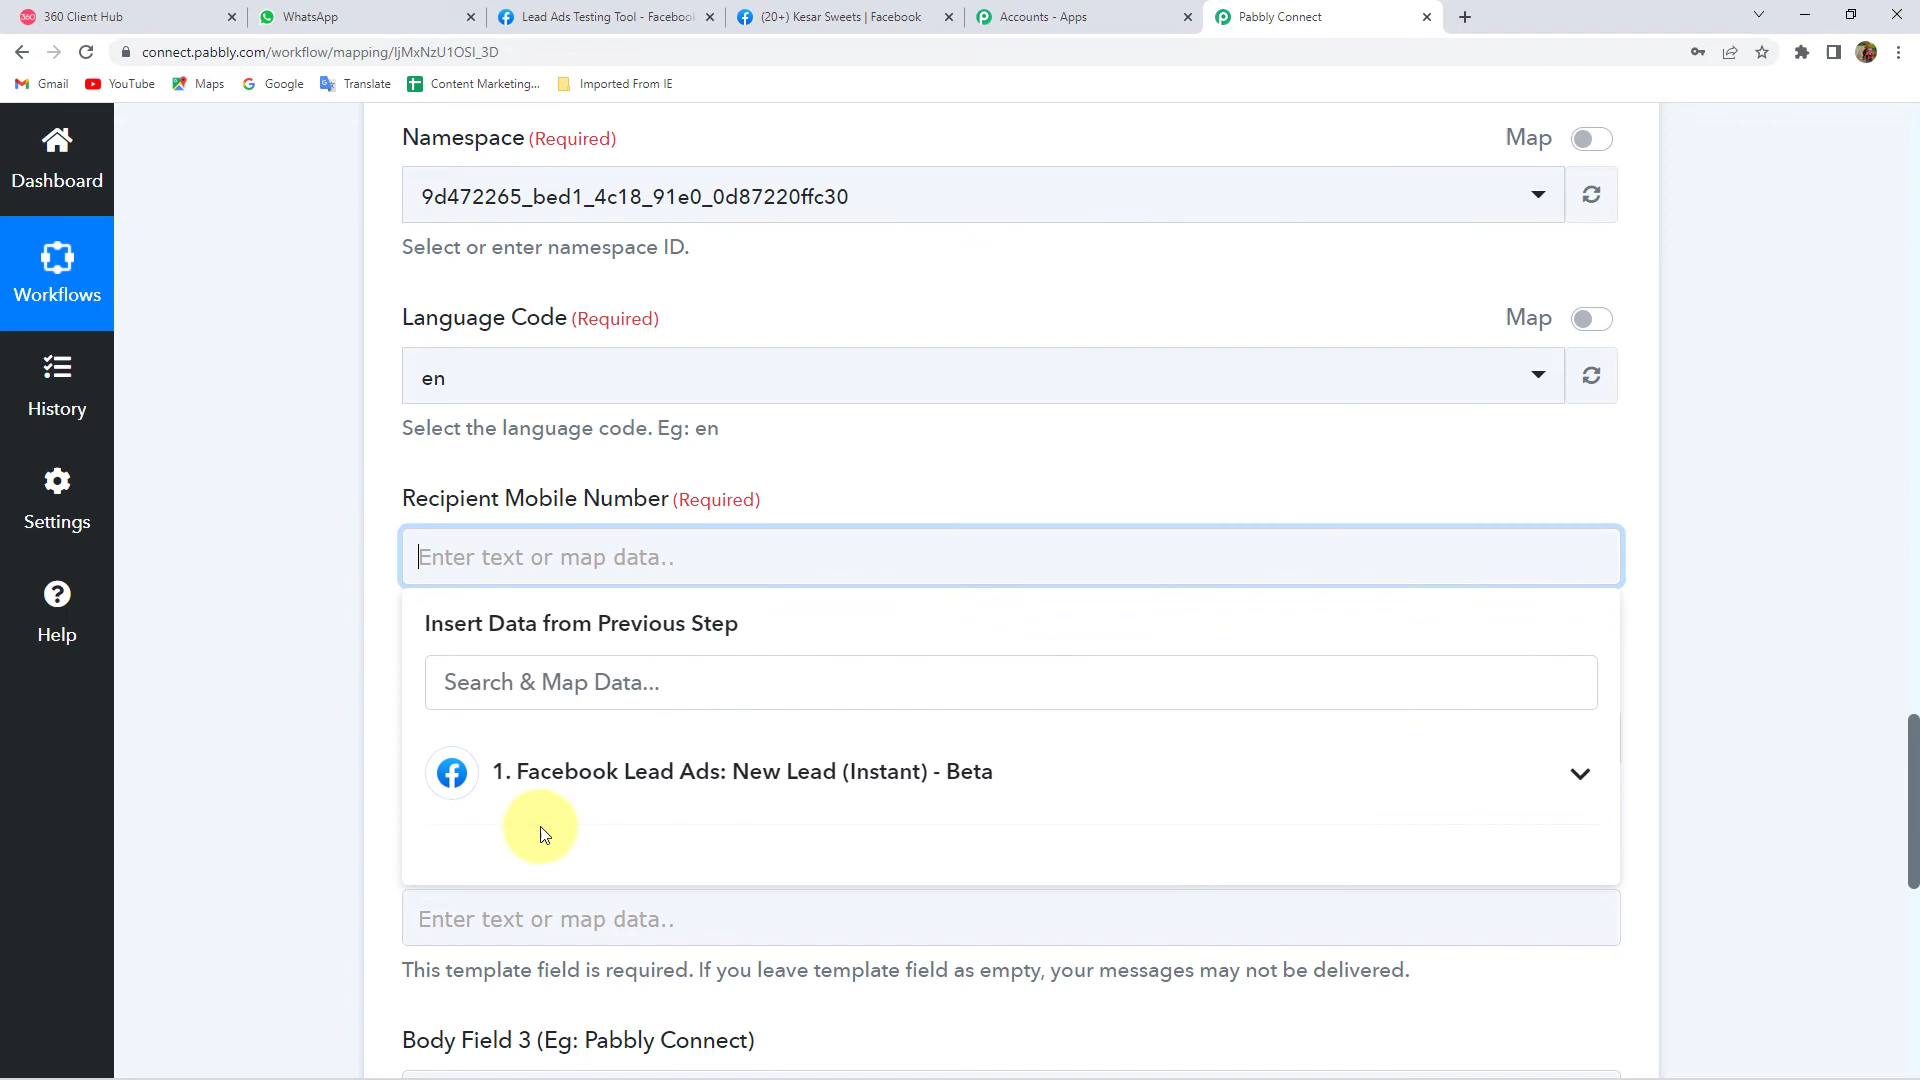 360 Client Hub
WhatsApp
Lead Ads Testing Tool - Facebook
(20+) Kesar Sweets | Facebook
Accounts - Apps
Pabbly Connect
connect.pabbly.com/workflow/mapping/IjMxNzU1OSI_3D
Gmail
YouTube
Maps
Google
Translate
Content Marketing...
Imported From IE
Dashboard
Workflows
History
Settings
Help
Namespace (Required)
Map
9d472265_bed1_4c18_91e0_0d87220ffc30
Select or enter namespace ID.
Language Code (Required)
Map
en
Select the language code. Eg: en
Recipient Mobile Number (Required)
Enter text or map data..
Insert Data from Previous Step
Search & Map Data...
1. Facebook Lead Ads: New Lead (Instant) - Beta
Enter text or map data..
This template field is required. If you leave template field as empty, your messages may not be delivered.
Body Field 3 (Eg: Pabbly Connect)